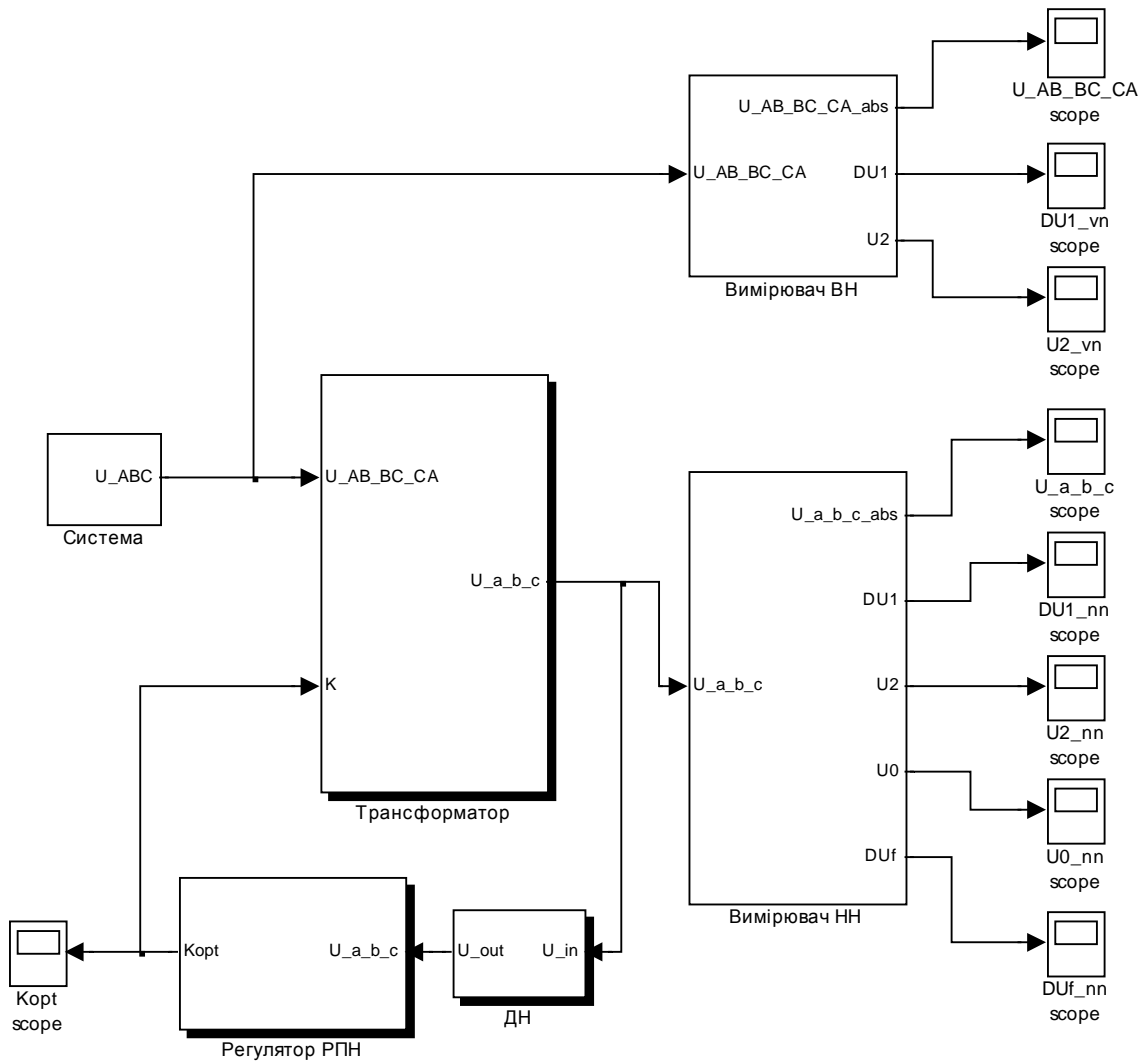 U_AB_BC_CA
scope
U_AB_BC_CA_abs
U_AB_BC_CA
DU1
DU1_vn
scope
U2
Вимірювач ВН
U2_vn
scope
U_ABC
Система
U_AB_BC_CA
U_a_b_c
K
Трансформатор
U_a_b_c
scope
U_a_b_c_abs
DU1
DU1_nn
scope
U_a_b_c
U2
U2_nn
scope
U0
U0_nn
scope
DUf
Вимірювач НН
DUf_nn
scope
Kopt
scope
Kopt
U_a_b_c
Регулятор РПН
U_out
U_in
ДН